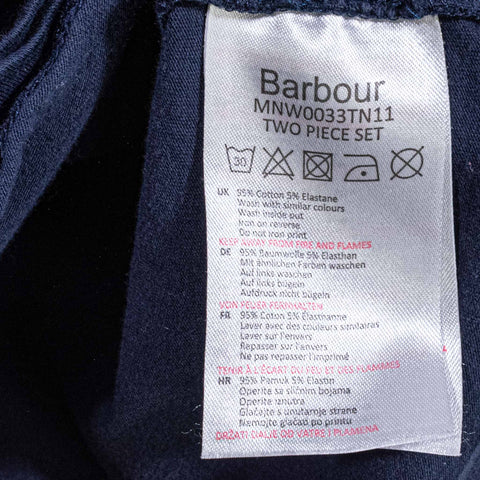 Barbour
MNW0033TN11
TWO PIECE SET
30
UK 95% Cotton 5% Elastane
Wash with similar colours
Wash inside out
Iron on reverse
Do not iron print
KEEP AWAY FROM FIRE AND FLAMES
DE 95% Baumwolle 5% Elasthan
Mit ähnlichen Farben waschen
Auf links waschen
Auf links bügeln
Aufdruck nicht bügeln
VON FEUER FERNHALTEN
FR 95% Coton 5% Élasthanne
Laver avec des couleurs similaires
Laver sur l'envers
Repasser sur l'envers
Ne pas repasser l'imprimé
TENIR À L'ÉCART DU FEU ET DES FLAMMES
HR 95% Pamuk 5% Elastin
Operite sa sličnim bojama
Operite iznutra
Glačajte s unutarnje strane
Nemojte glačati po printu
DRŽATI DALJE OD VATRE I PLAMENA